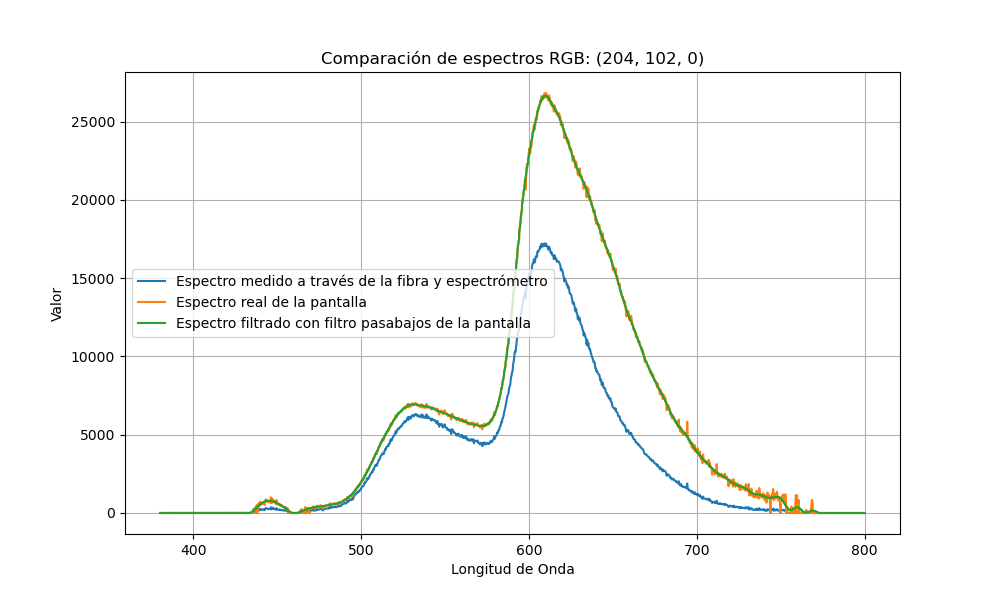 Comparación de espectros RGB: (204, 102, 0)
25000
20000
15000
10000
5000
0
Valor
Espectro medido a través de la fibra y espectrómetro
Espectro real de la pantalla
Espectro filtrado con filtro pasabajos de la pantalla
400 500 600 700 800
Longitud de Onda